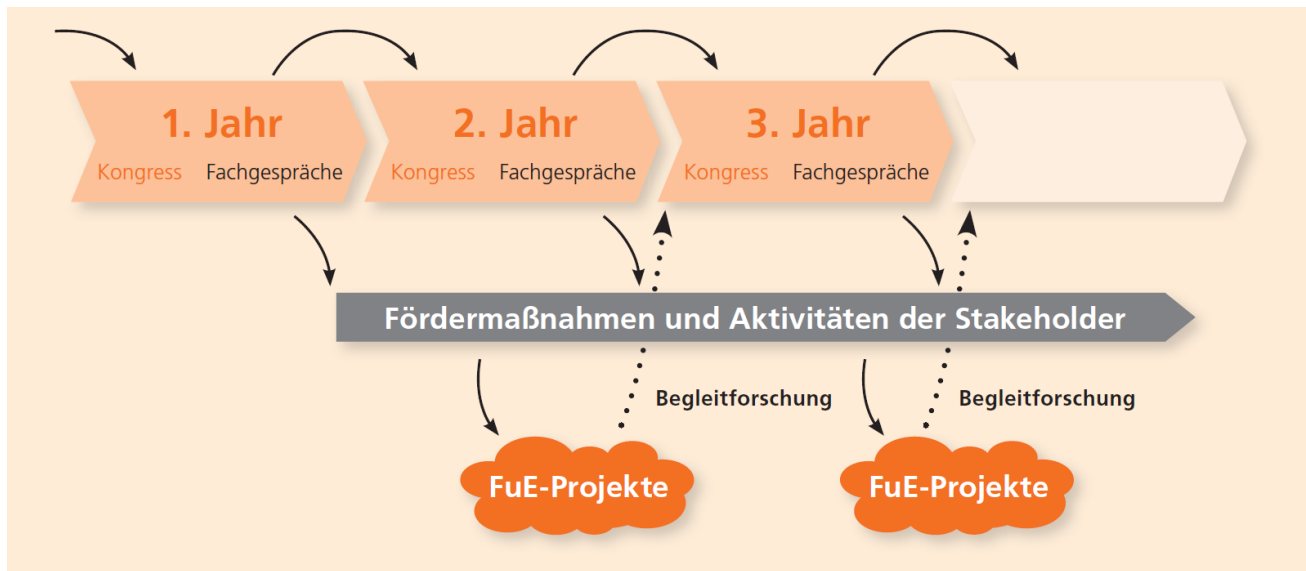 1. Jahr
Kongress Fachgespräche
2. Jahr
Kongress Fachgespräche
3. Jahr
Kongress Fachgespräche
Fördermaßnahmen und Aktivitäten der Stakeholder
Begleitforschung
Begleitforschung
FuE-Projekte
FuE-Projekte